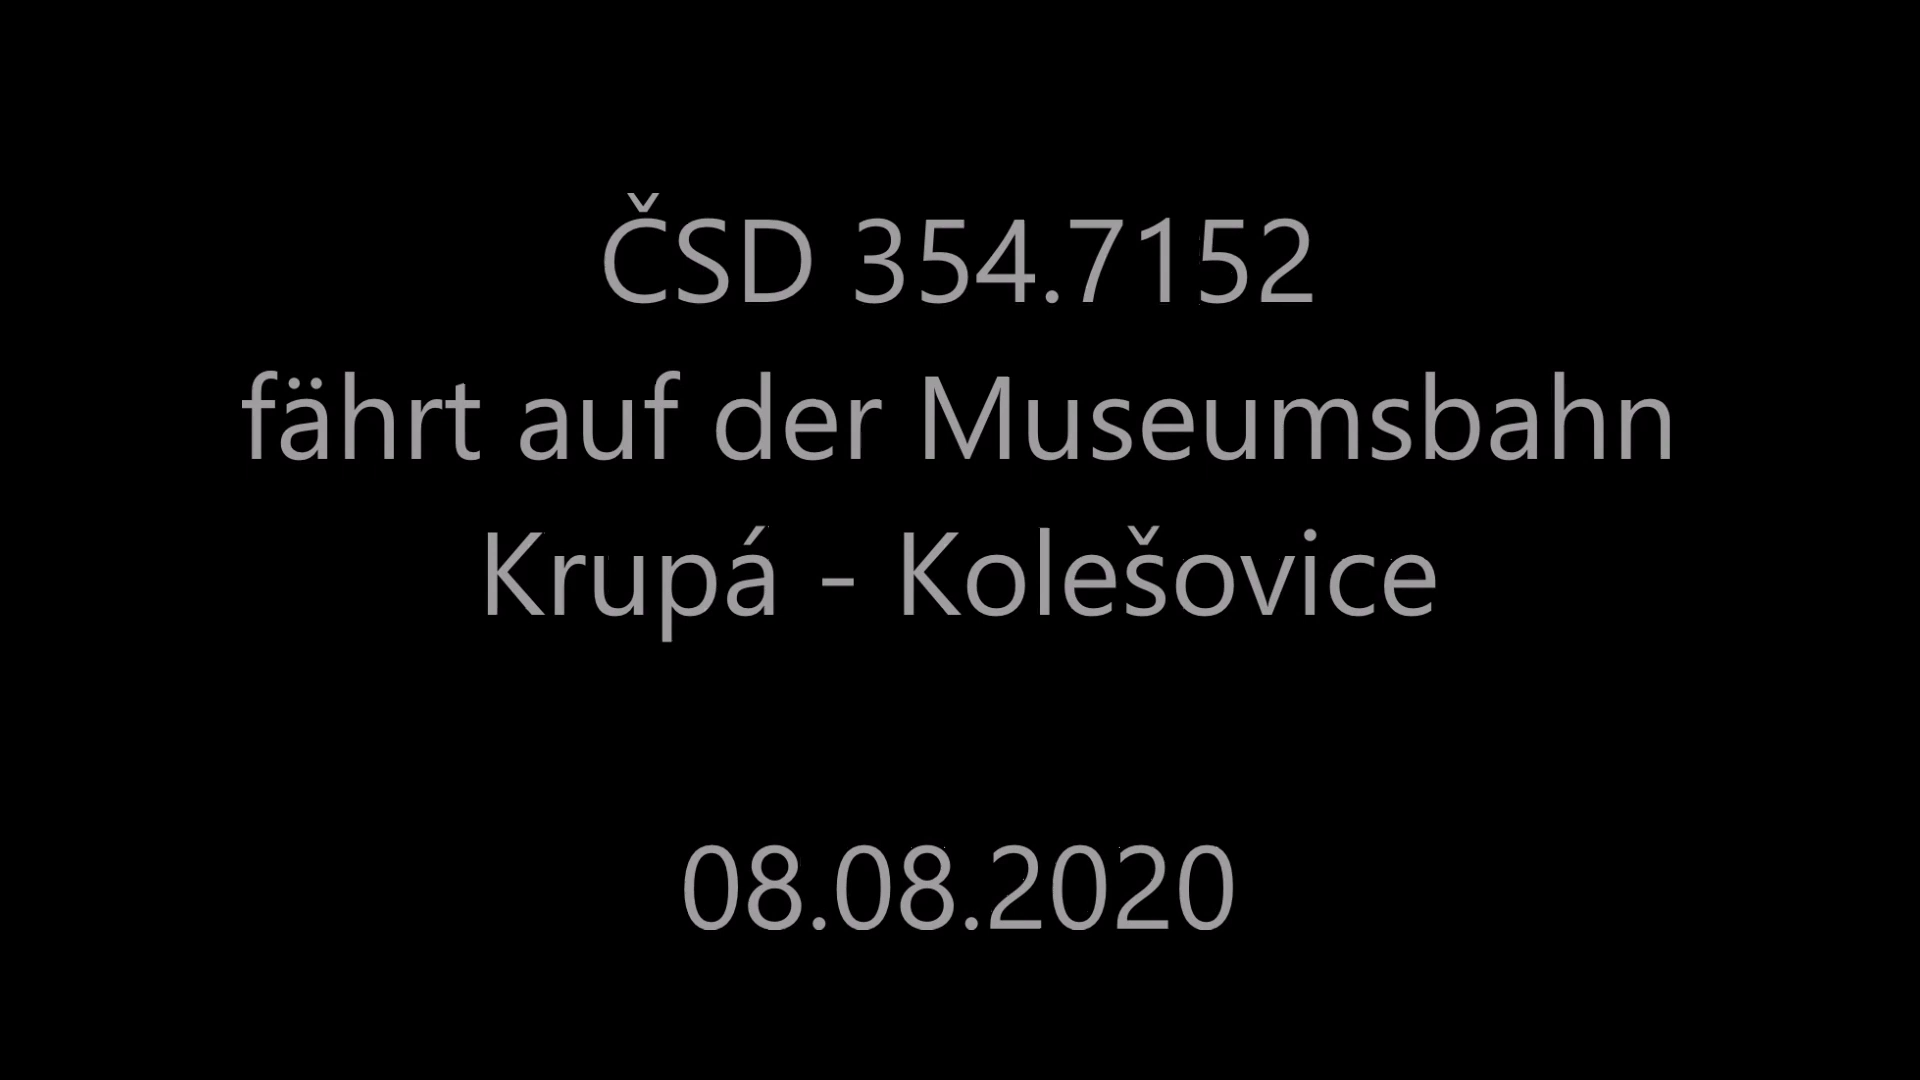 ČSD 354.7152
fährt auf der Museumsbahn
Krupá - Kolešovice
08.08.2020